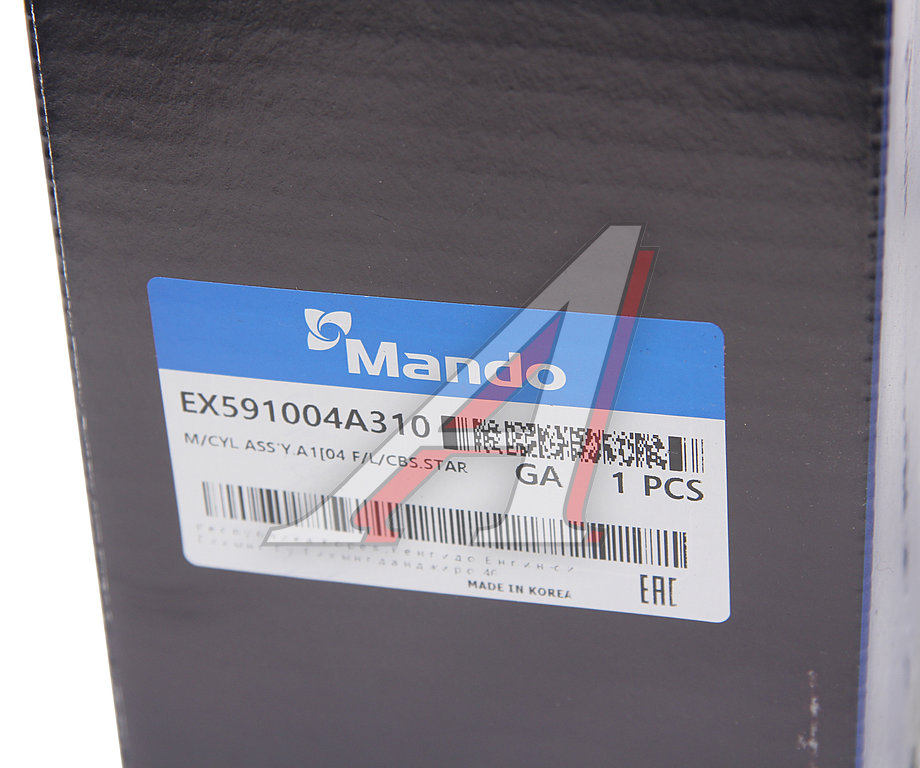 Mando
EX591004A310
M/CYL ASS'Y.A1[04 F/L/CBS.STAR
GA 1 PCS
MADE IN KOREA
EAC